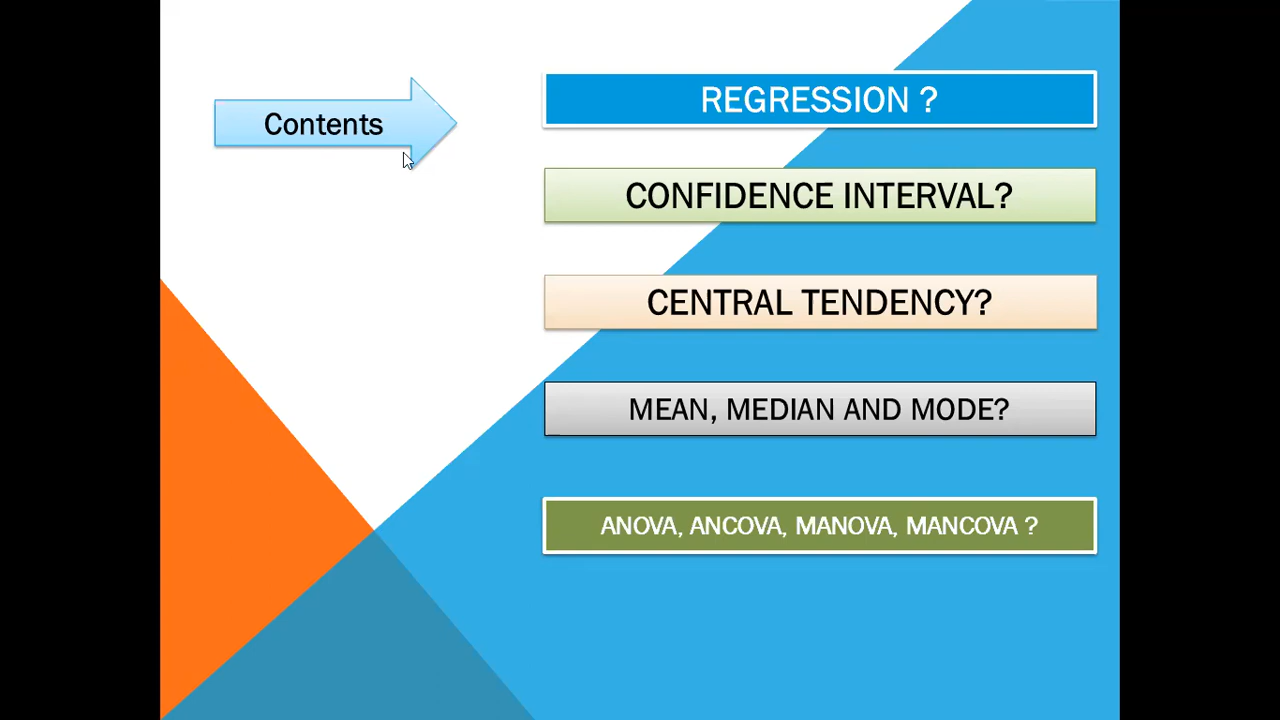 Contents
REGRESSION ?
CONFIDENCE INTERVAL?
CENTRAL TENDENCY?
MEAN, MEDIAN AND MODE?
ANOVA, ANCOVA, MANOVA, MANCOVA ?